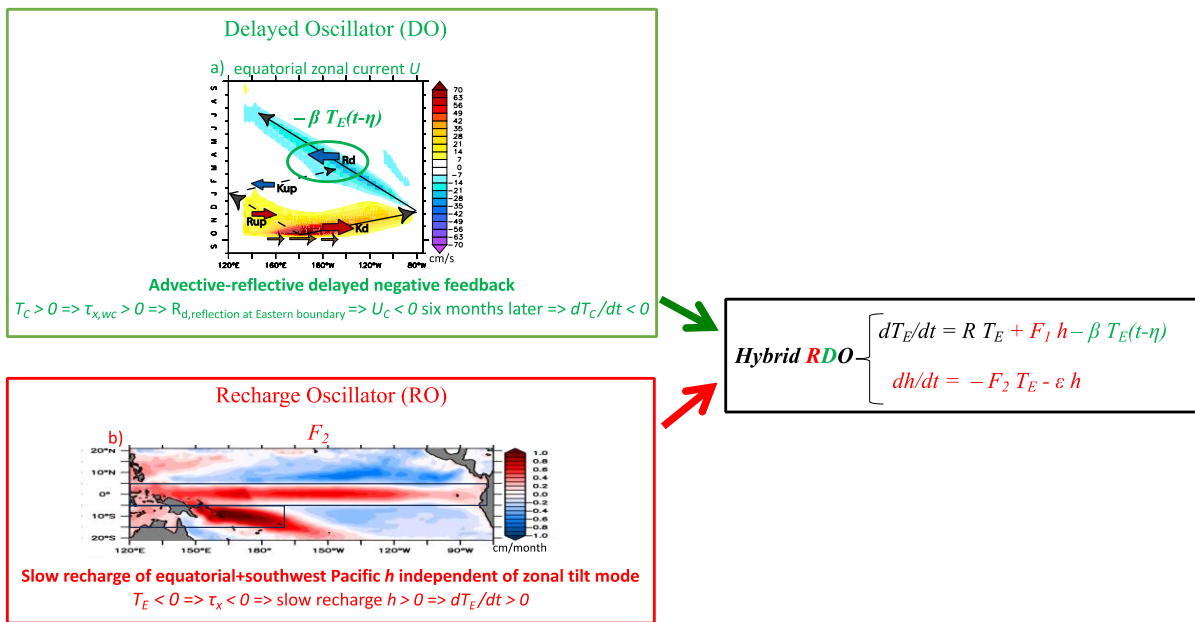 Delayed Oscillator (DO)
a) equatorial zonal current U
S O N D J F M A M J J A S
− β T_E(t-η)
Rd
Kup
Rup
Kd
120°E 160°E 160°W 120°W 80°W
70
63
56
49
42
35
28
21
14
7
0
−7
−14
−21
−28
−35
−42
−49
−56
−63
−70
cm/s
Advective-reflective delayed negative feedback
T_C > 0 => τ_x,wc > 0 => R_d,reflection at Eastern boundary => U_C < 0 six months later => dT_C/dt < 0
Hybrid RDO
dT_E/dt = R T_E + F_1 h − β T_E(t-η)
dh/dt = − F_2 T_E - ε h
Recharge Oscillator (RO)
b) F_2
20°N
10°N
0°
10°S
20°S
120°E 150°E 180° 150°W 120°W 90°W
1.0
0.8
0.6
0.4
0.2
0.0
−0.2
−0.4
−0.6
−0.8
−1.0
cm/month
Slow recharge of equatorial+southwest Pacific h independent of zonal tilt mode
T_E < 0 => τ_x < 0 => slow recharge h > 0 => dT_E/dt > 0